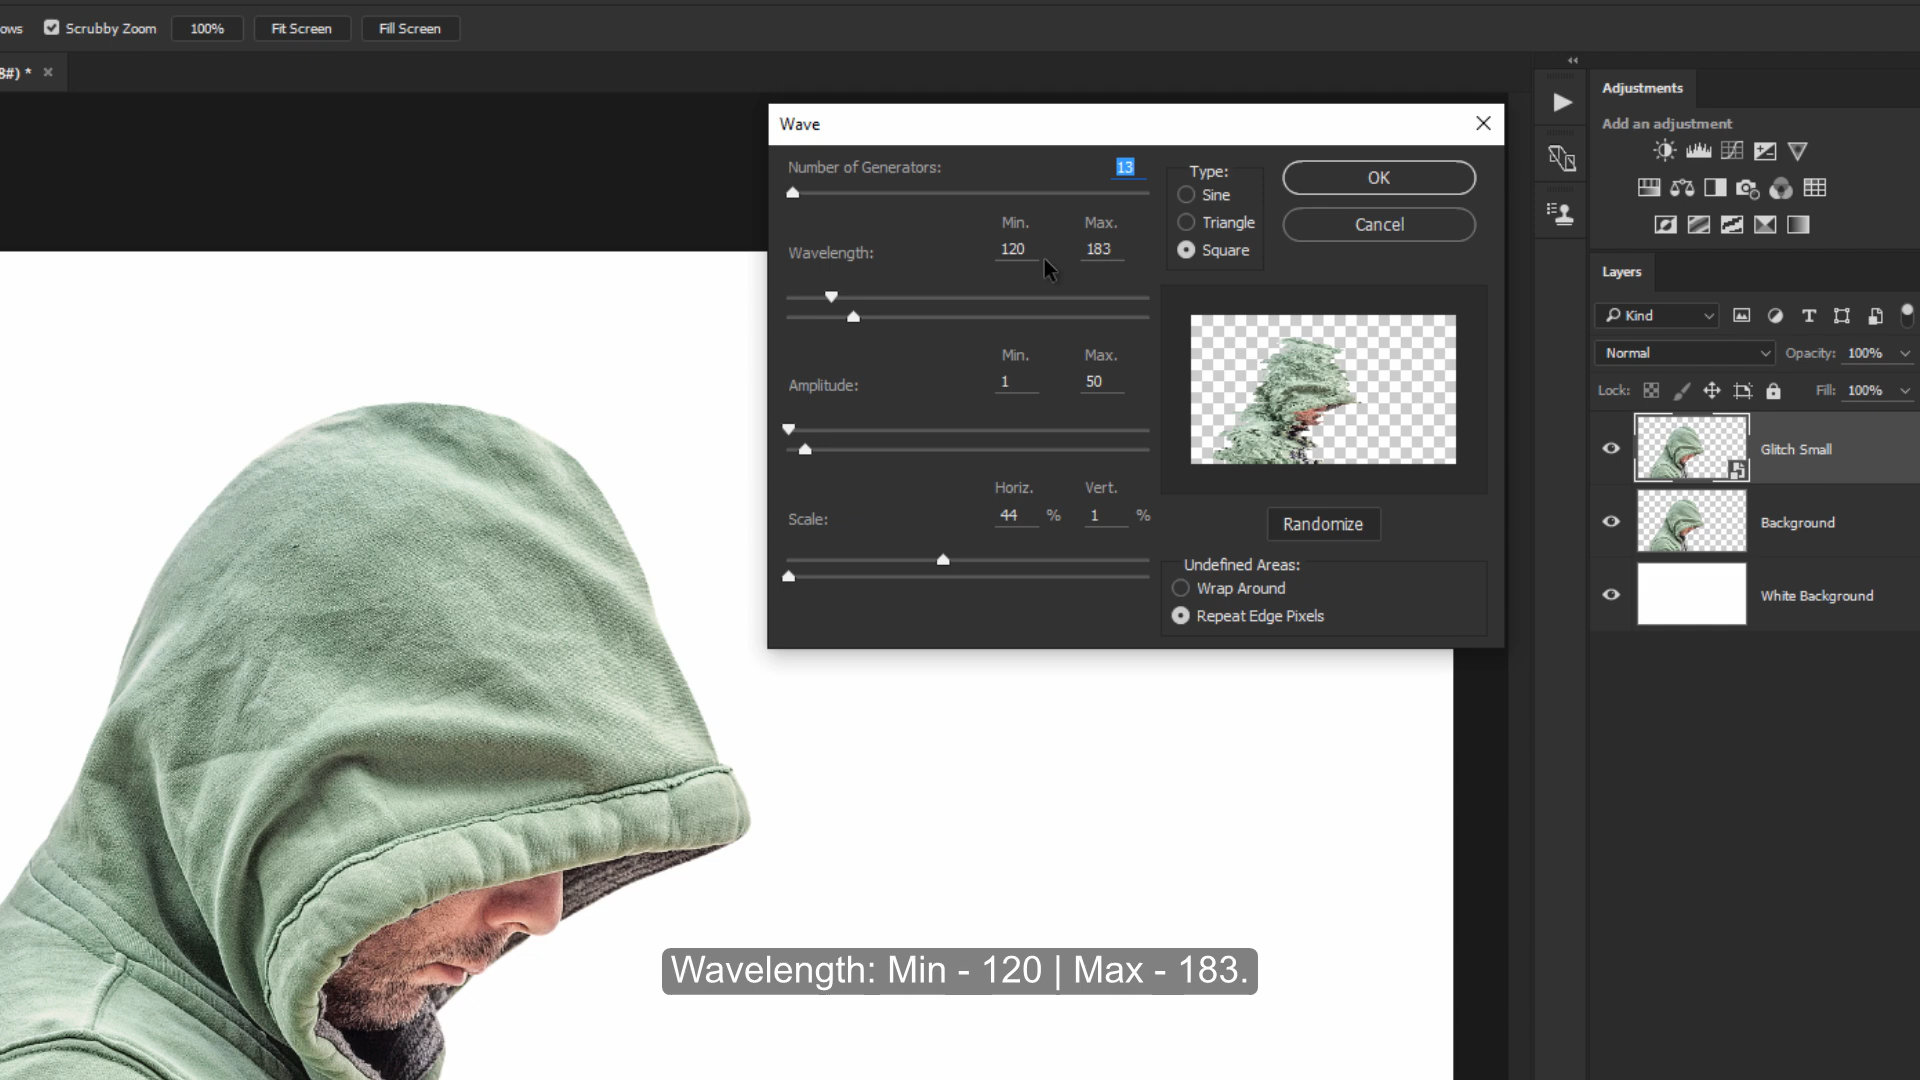 ows
Scrubby Zoom
100%
Fit Screen
Fill Screen
8#) *
Wave
Number of Generators:
13
Min.
Max.
Wavelength:
120
183
Min.
Max.
Amplitude:
1
50
Horiz.
Vert.
Scale:
44
%
1
%
Type:
Sine
Triangle
Square
OK
Cancel
Randomize
Undefined Areas:
Wrap Around
Repeat Edge Pixels
Adjustments
Add an adjustment
Layers
Kind
Normal
Opacity:
100%
Lock:
Fill:
100%
Glitch Small
Background
White Background
Wavelength: Min - 120 | Max - 183.